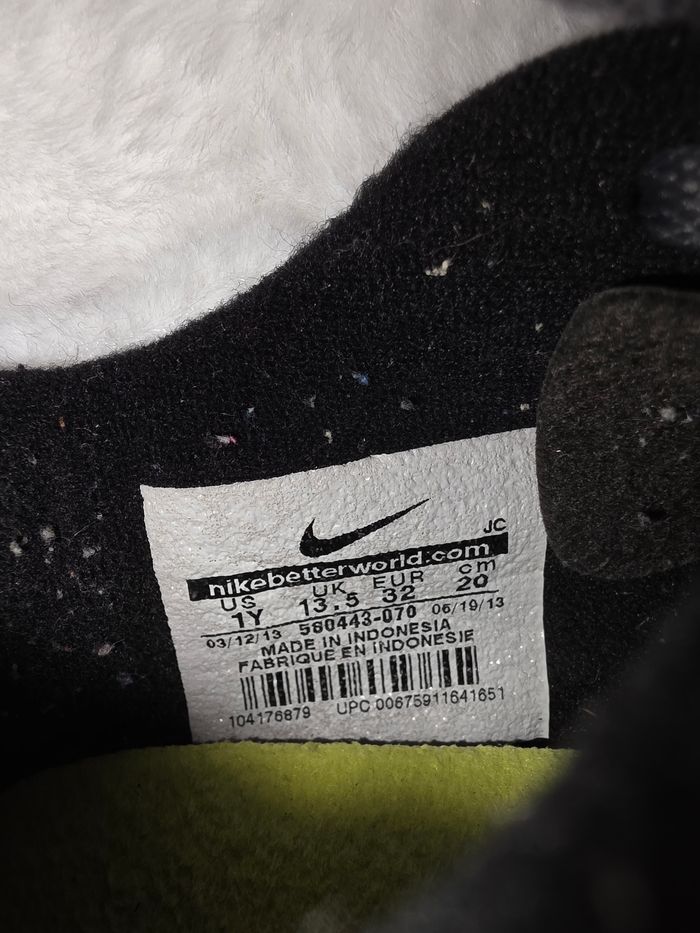 JC
nikebetterworld.com
US UK EUR cm
1Y 13.5 32 20
03/12/13 580443-070 06/19/13
MADE IN INDONESIA
FABRIQUE EN INDONESIE
104176879 UPC 00675911641651